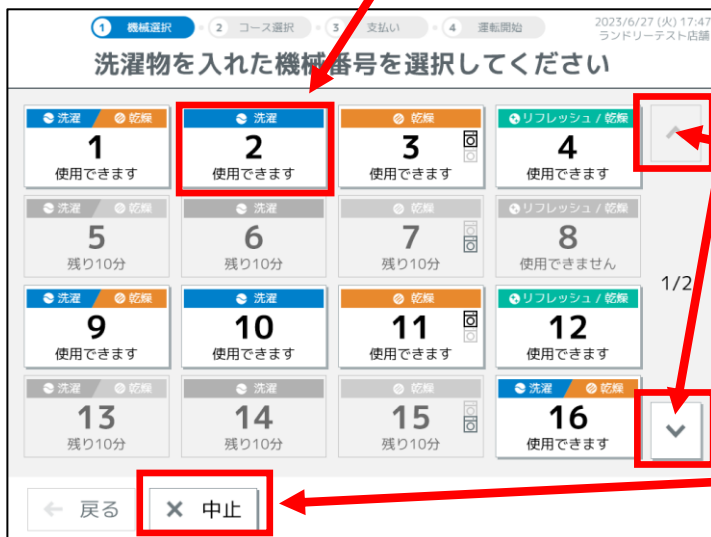 1 機械選択 2 コース選択 3 支払い 4 運転開始
2023/6/27 (火) 17:47
ランドリーテスト店舗
洗濯物を入れた機械番号を選択してください
洗濯 乾燥 洗濯 乾燥 リフレッシュ / 乾燥
1 2 3 4
使用できます 使用できます 使用できます 使用できます
洗濯 乾燥 洗濯 乾燥 リフレッシュ / 乾燥
5 6 7 8
残り10分 残り10分 残り10分 使用できません
1/2
洗濯 乾燥 洗濯 乾燥 リフレッシュ / 乾燥
9 10 11 12
使用できます 使用できます 使用できます 使用できます
洗濯 乾燥 洗濯 乾燥 洗濯 乾燥
13 14 15 16
残り10分 残り10分 残り10分 使用できます
← 戻る × 中止